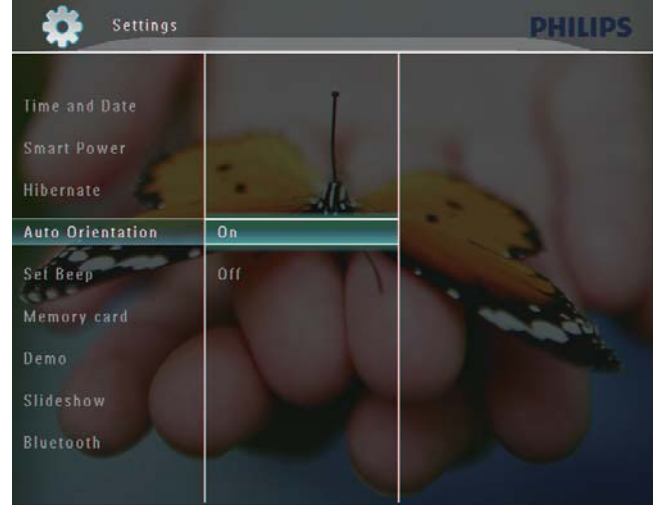 Settings
PHILIPS
Time and Date
Smart Power
Hibernate
Auto Orientation
On
Set Beep
Off
Memory card
Demo
Slideshow
Bluetooth